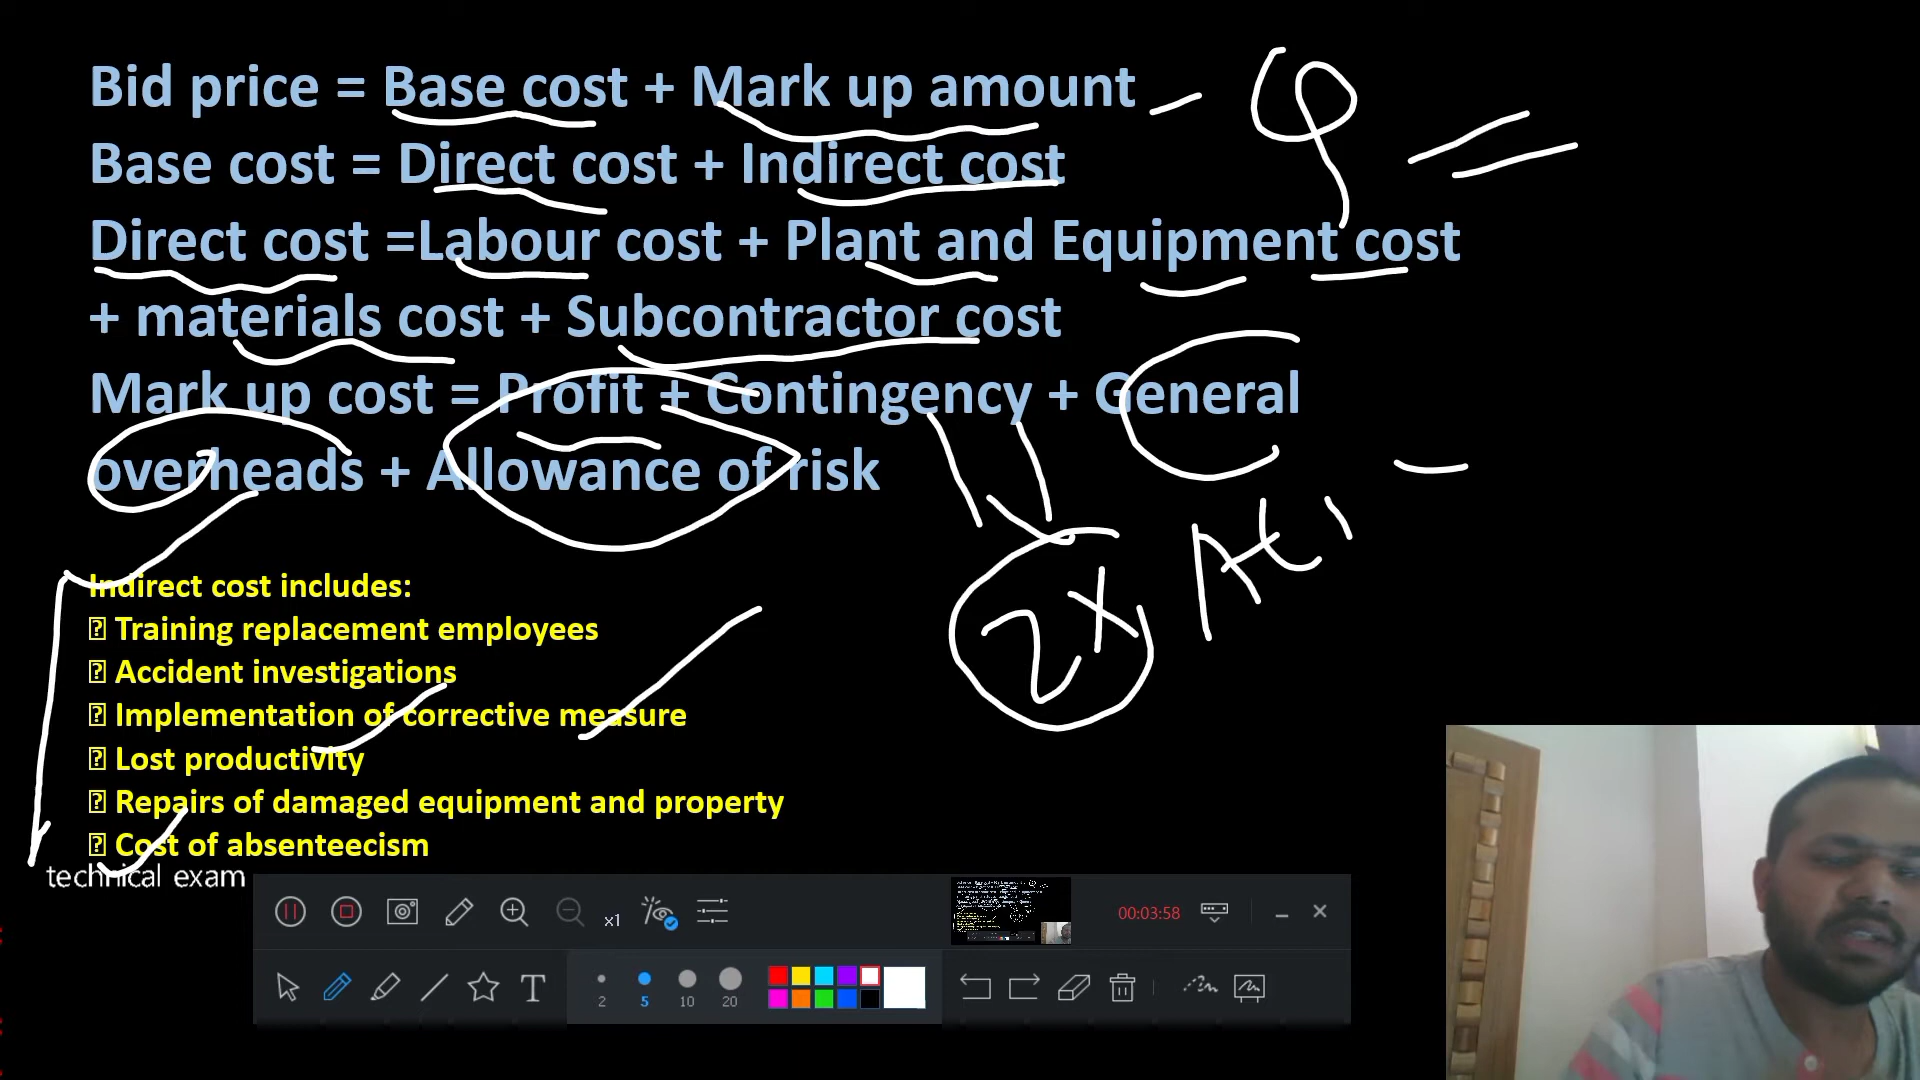 Bid price = Base cost + Mark up amount
Base cost = Direct cost + Indirect cost
Direct cost =Labour cost + Plant and Equipment cost
+ materials cost + Subcontractor cost
Mark up cost = Profit + Contingency + General
overheads + Allowance of risk
2x
Indirect cost includes:
Training replacement employees
Accident investigations
Implementation of corrective measure
Lost productivity
Repairs of damaged equipment and property
Cost of absenteecism
technical exam
x1
00:03:58
2 5 10 20